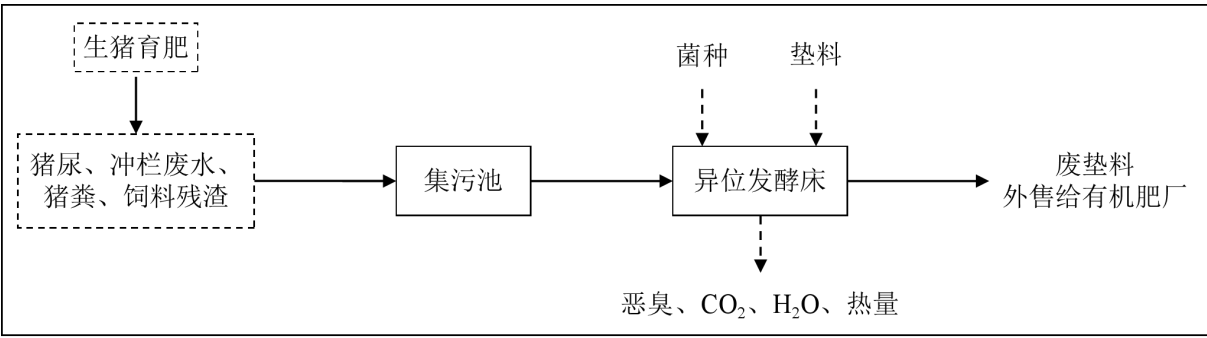 生猪育肥
猪尿、冲栏废水、
猪粪、饲料残渣
集污池
菌种
垫料
异位发酵床
恶臭、CO₂、H₂O、热量
废垫料
外售给有机肥厂